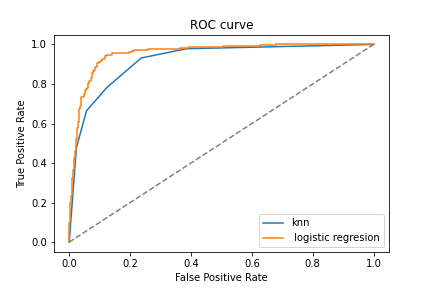 ROC curve
True Positive Rate
1.0
0.8
0.6
0.4
0.2
0.0
knn
logistic regresion
0.0 0.2 0.4 0.6 0.8 1.0
False Positive Rate